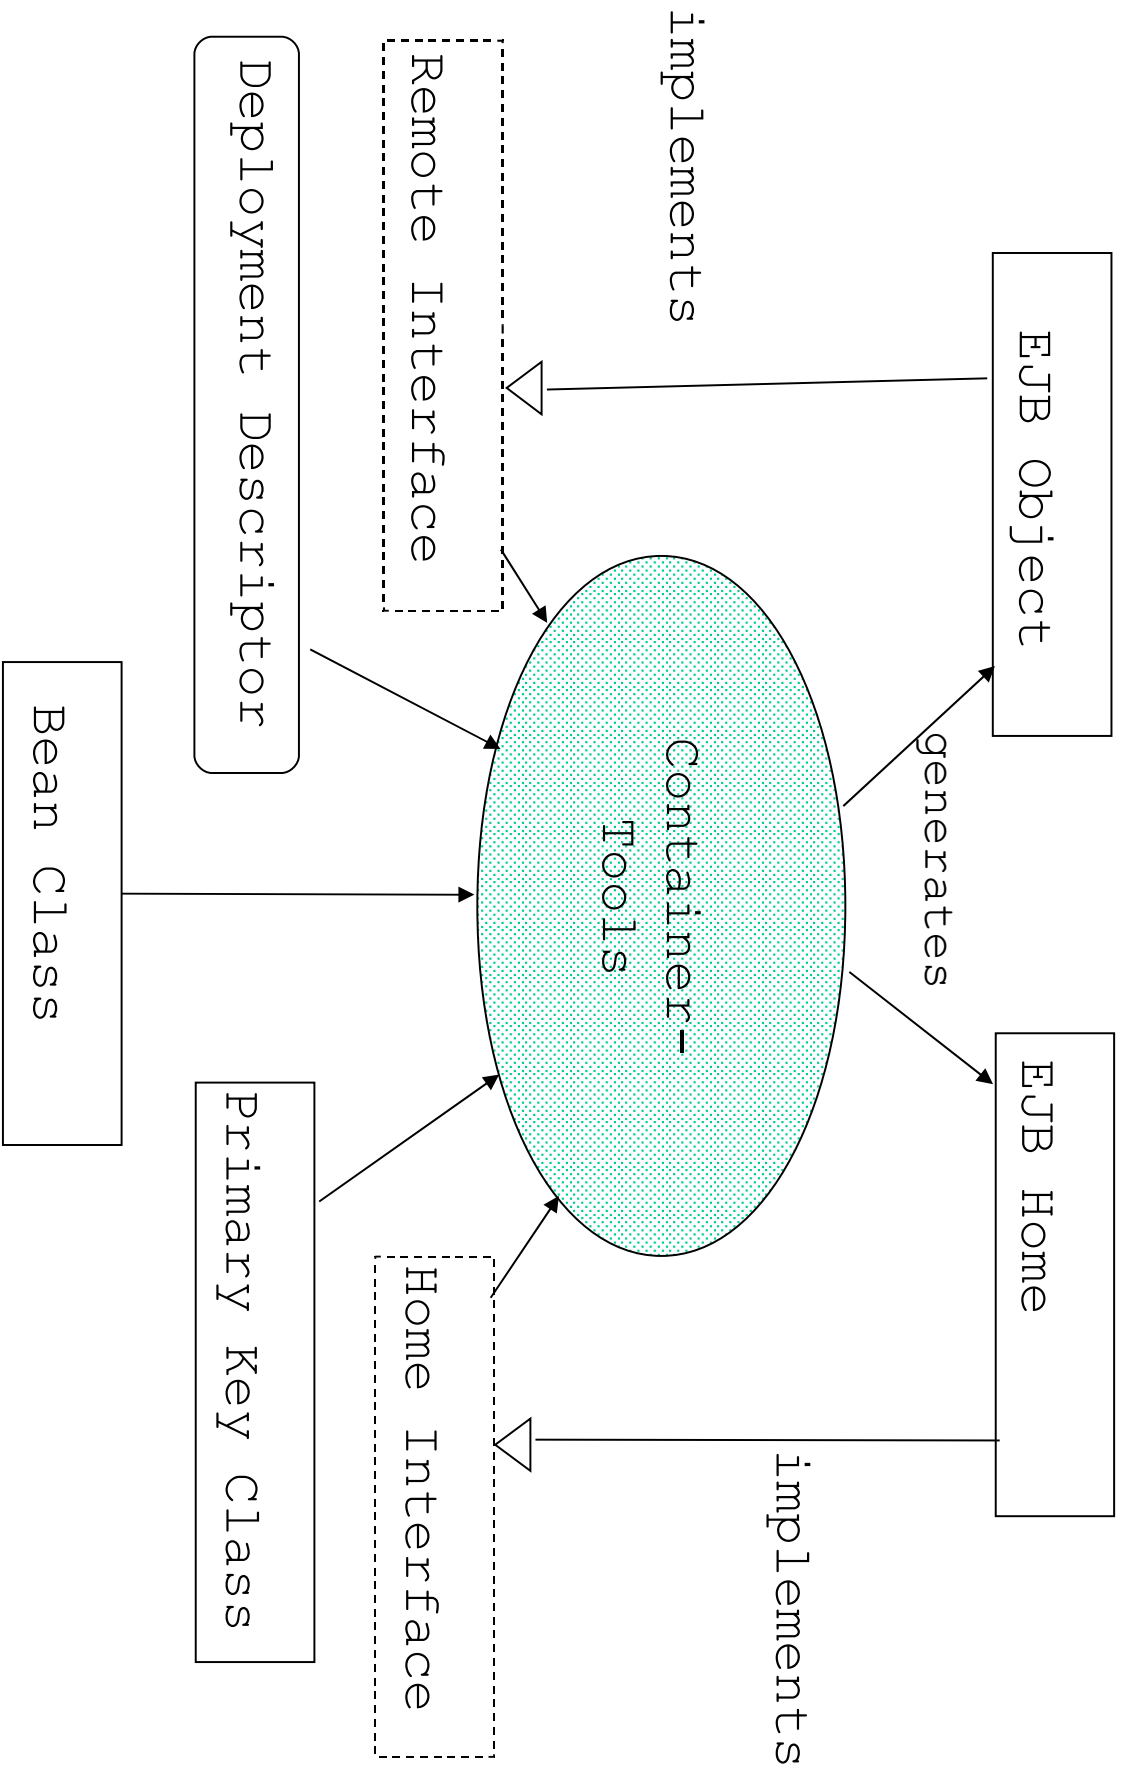 EJB Object
EJB Home
generates
implements
implements
Container-
Tools
Remote Interface
Home Interface
Deployment Descriptor
Primary Key Class
Bean Class